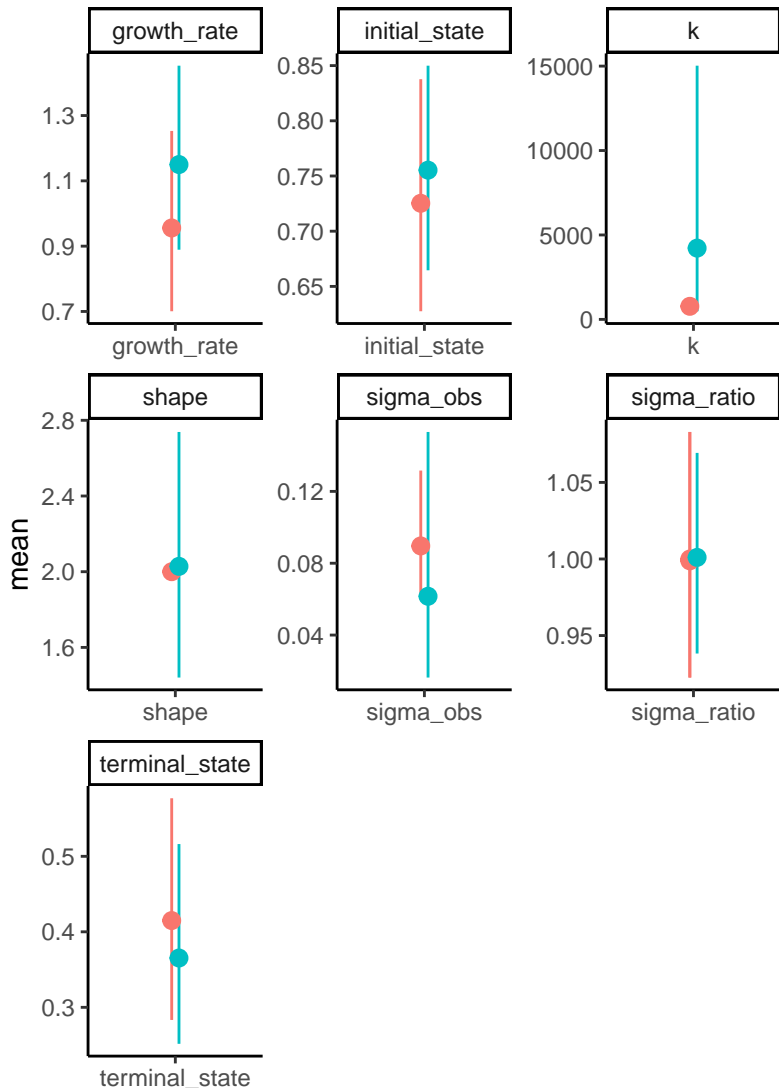 growth_rate
initial_state
k
1.3
1.1
0.9
0.7
0.85
0.80
0.75
0.70
0.65
15000
10000
5000
0
growth_rate
initial_state
k
shape
sigma_obs
sigma_ratio
mean
2.8
2.4
2.0
1.6
0.12
0.08
0.04
1.05
1.00
0.95
shape
sigma_obs
sigma_ratio
terminal_state
0.5
0.4
0.3
terminal_state